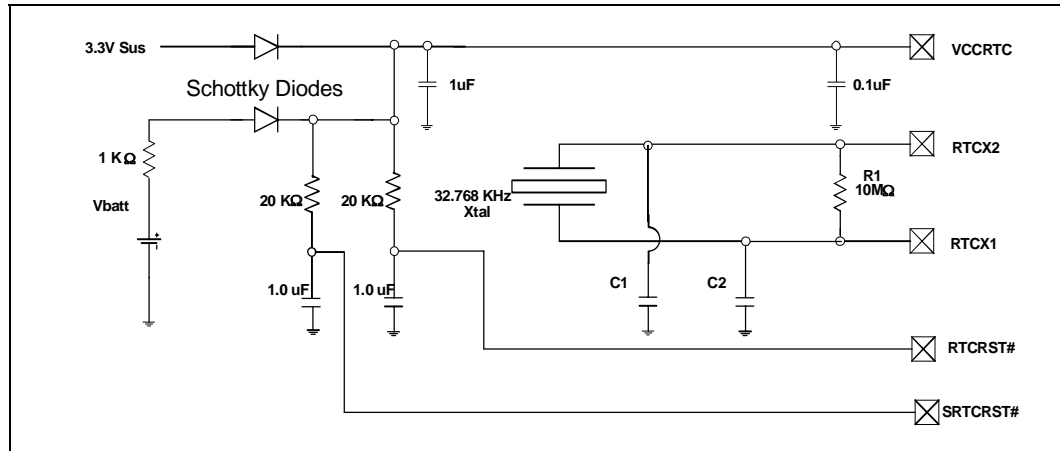 3.3V Sus
VCCRTC
1uF
0.1uF
Schottky Diodes
1 KΩ
RTCX2
R1
10MΩ
20 KΩ
20 KΩ
32.768 KHz
Xtal
Vbatt
+
-
RTCX1
C1
C2
1.0 uF
1.0 uF
RTCRST#
SRTCRST#